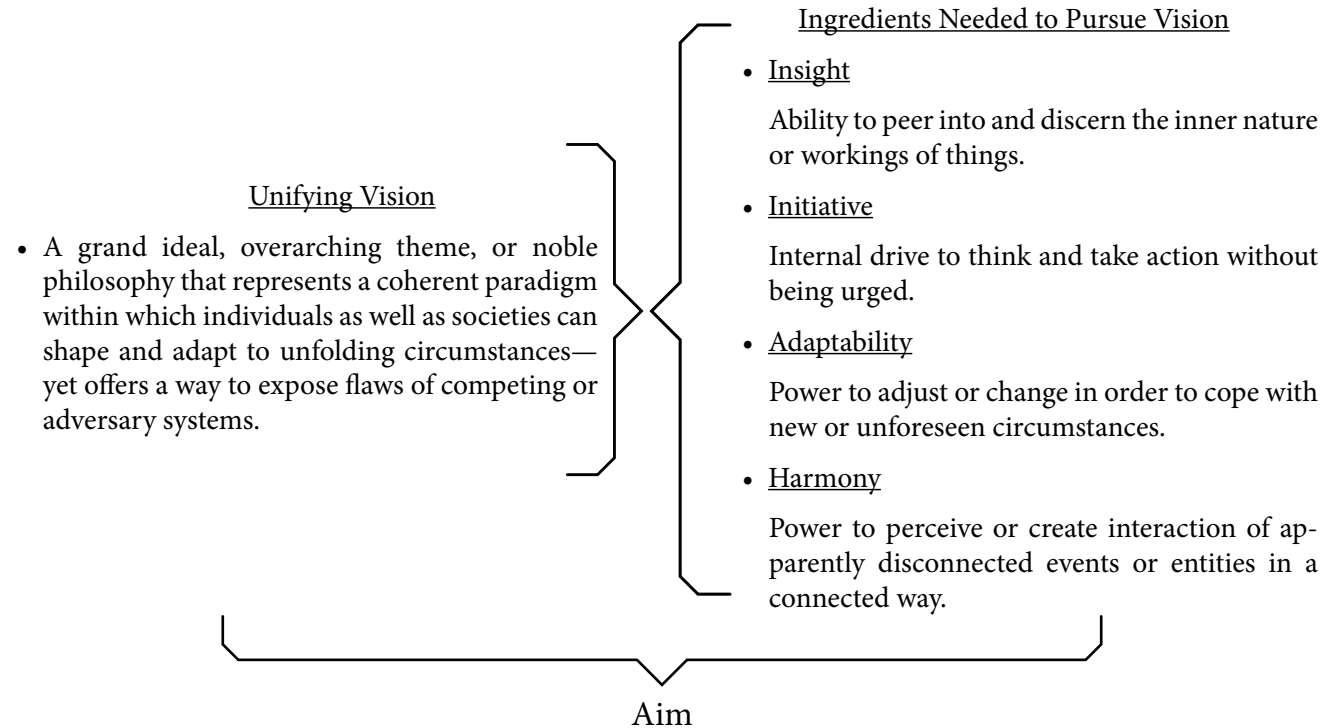 Unifying Vision
• A grand ideal, overarching theme, or noble
philosophy that represents a coherent paradigm
within which individuals as well as societies can
shape and adapt to unfolding circumstances—
yet offers a way to expose flaws of competing or
adversary systems.
Ingredients Needed to Pursue Vision
• Insight
Ability to peer into and discern the inner nature
or workings of things.
• Initiative
Internal drive to think and take action without
being urged.
• Adaptability
Power to adjust or change in order to cope with
new or unforeseen circumstances.
• Harmony
Power to perceive or create interaction of ap-
parently disconnected events or entities in a
connected way.
Aim